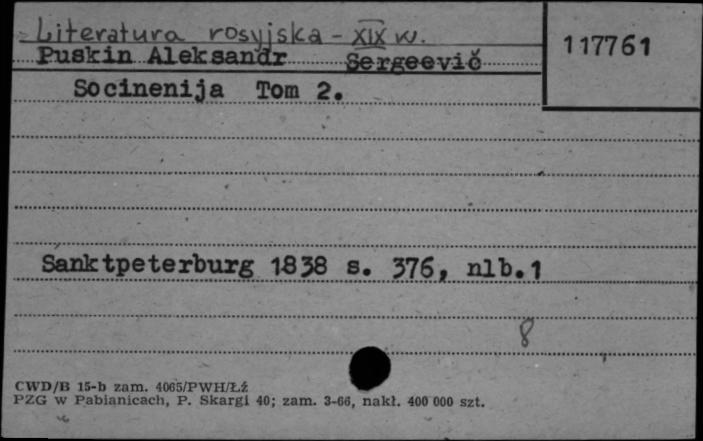 Literatura rosyjska - XIX w.
117761
Puskin Aleksandr Sergeevič
Socinenija Tom 2.
Sanktpeterburg 1838 s. 376, nlb.1
8
CWD/B 15-b zam. 4065/PWH/Łż
PZG w Pabianicach, P. Skargi 40; zam. 3-66, nakł. 400 000 szt.